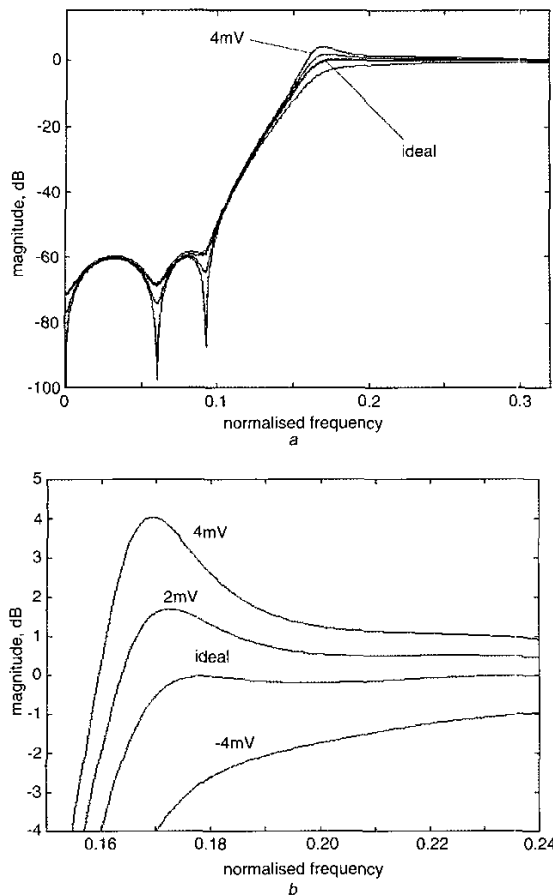 4mV
ideal
0
-20
-40
-60
-80
-100
magnitude, dB
0 0.1 0.2 0.3
normalised frequency
a
5
4
3
2
1
0
-1
-2
-3
-4
magnitude, dB
4mV
2mV
ideal
-4mV
0.16 0.18 0.20 0.22 0.24
normalised frequency
b